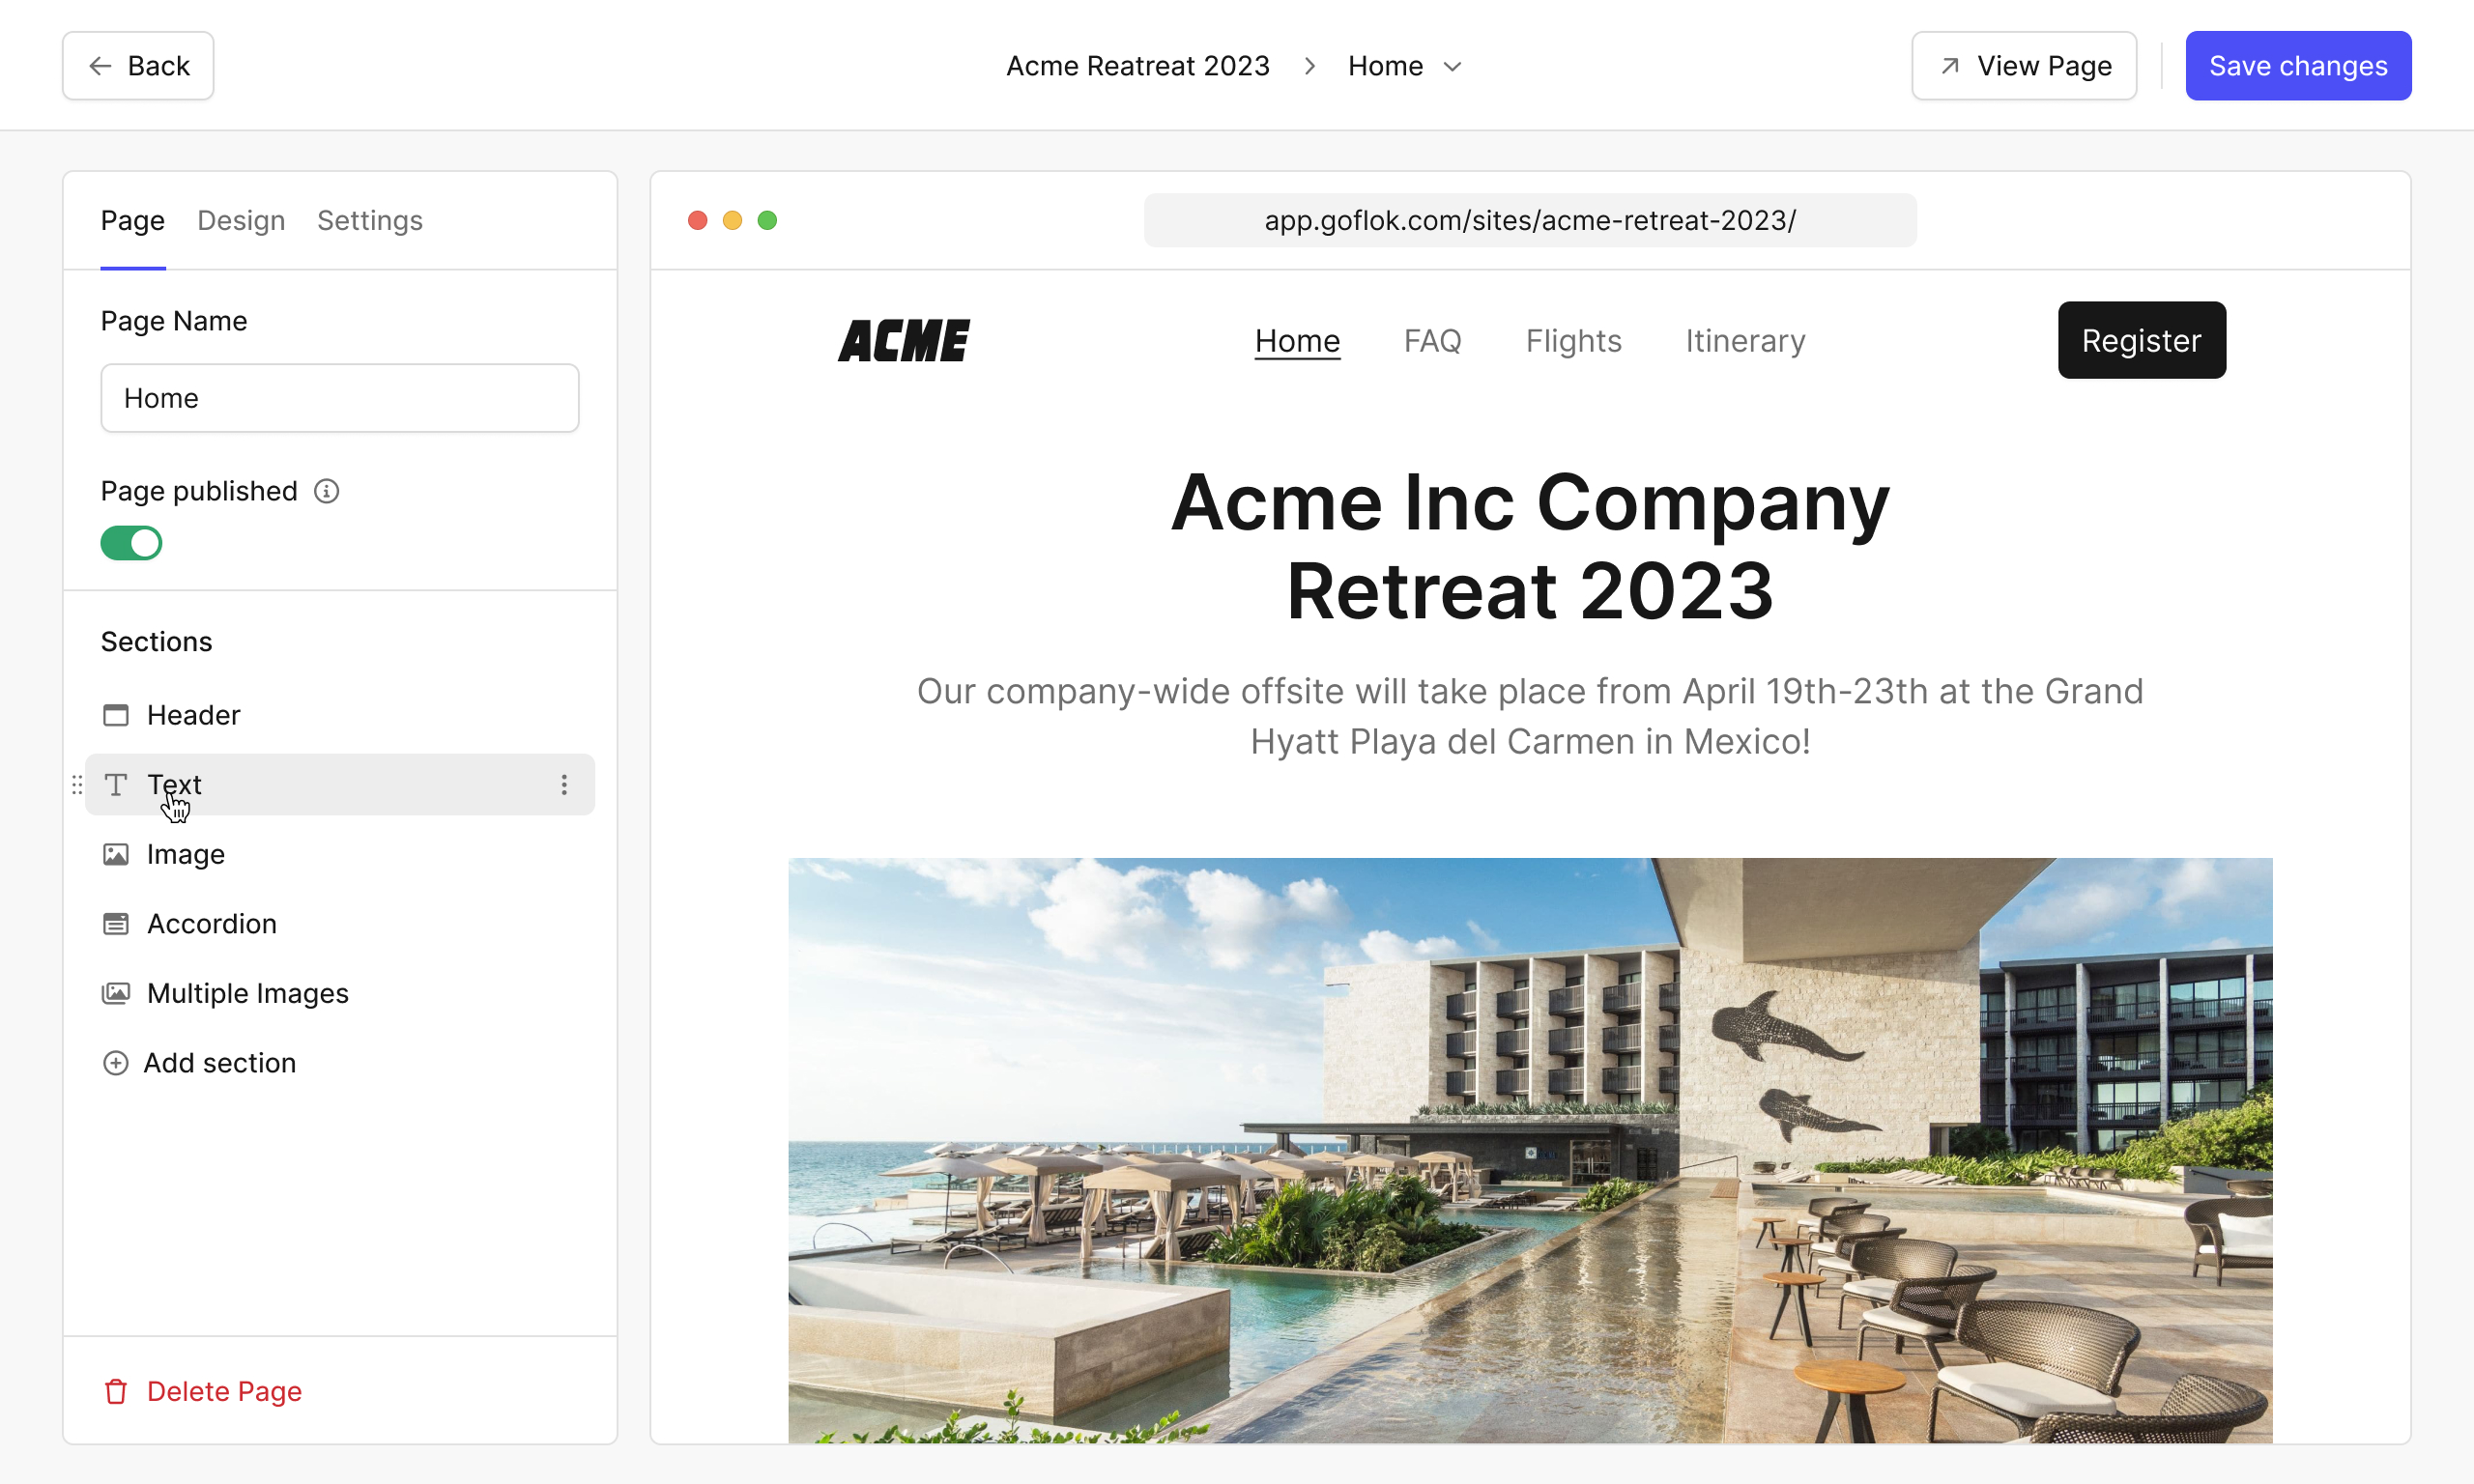 Back
Acme Reatreat 2023
Home
View Page
Save changes
Page Design Settings
Page Name
Home
Page published
Sections
Header
Text
Image
Accordion
Multiple Images
Add section
Delete Page
app.goflok.com/sites/acme-retreat-2023/
ACME
Home FAQ Flights Itinerary
Register
Acme Inc Company
Retreat 2023
Our company-wide offsite will take place from April 19th-23th at the Grand
Hyatt Playa del Carmen in Mexico!